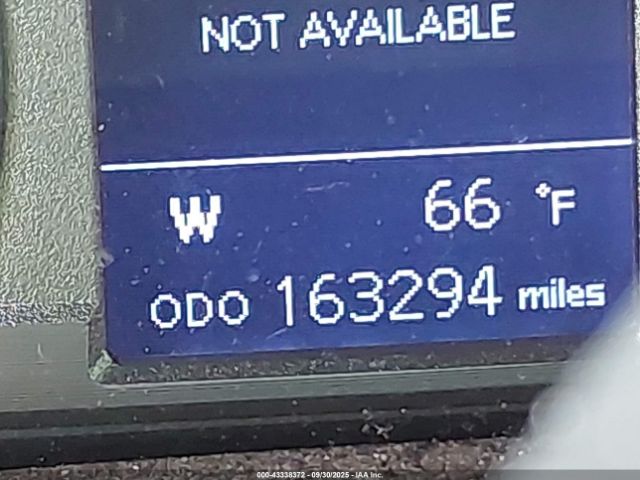 NOT AVAILABLE
W 66 °F
ODO 163294 miles
000-43338372 - 09/30/2025 - IAA Inc.